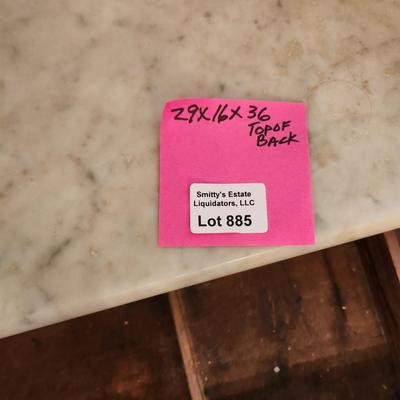 29X16X36
TOP OF
BACK
Smitty's Estate
Liquidators, LLC
Lot 885